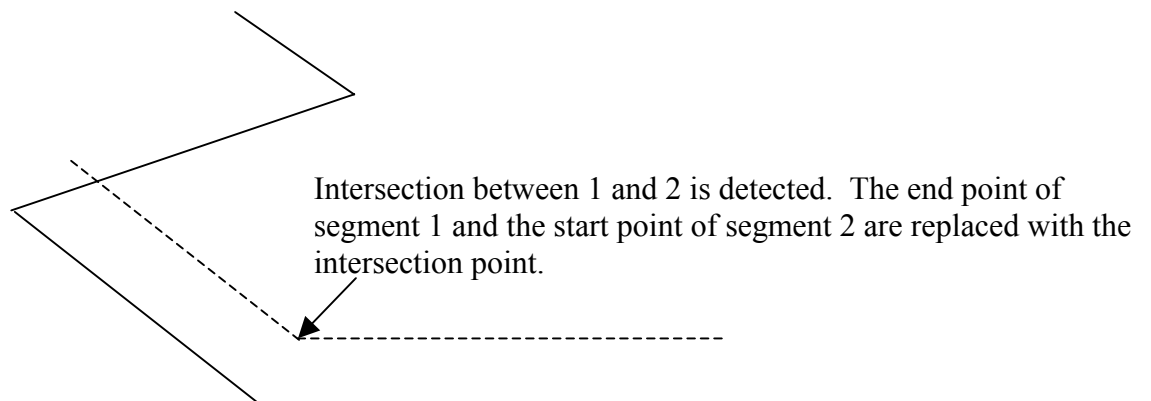 Intersection between 1 and 2 is detected.  The end point of
segment 1 and the start point of segment 2 are replaced with the
intersection point.